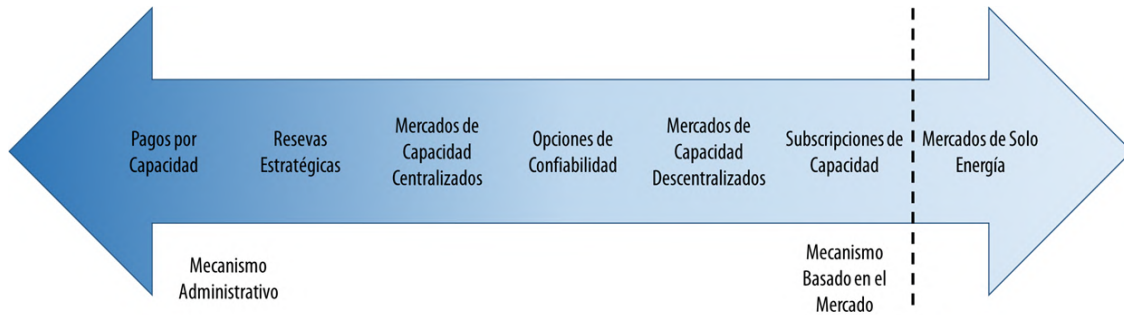 Pagos por
Capacidad
Resevas
Estratégicas
Mercados de
Capacidad
Centralizados
Opciones de
Confiabilidad
Mercados de
Capacidad
Descentralizados
Subscripciones de
Capacidad
Mercados de Solo
Energía
Mecanismo
Administrativo
Mecanismo
Basado en el
Mercado